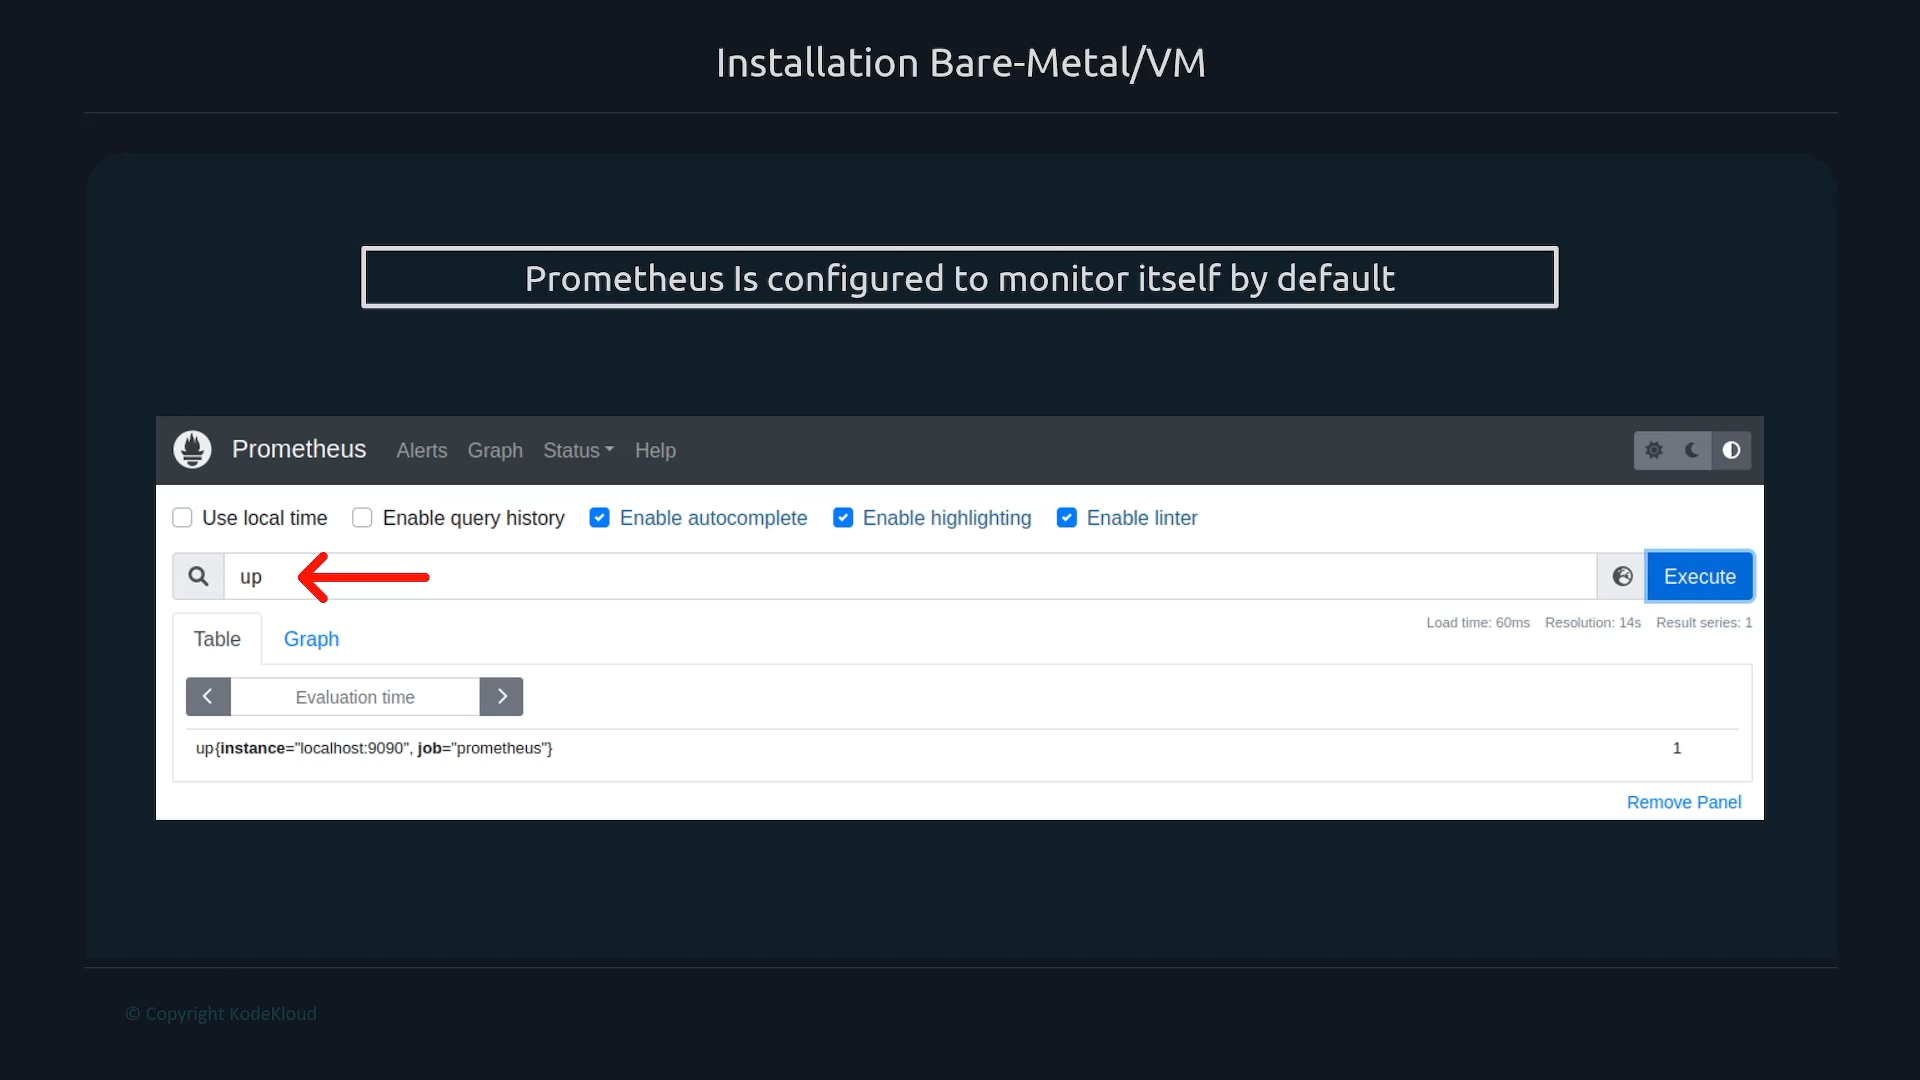 Installation Bare-Metal/VM
Prometheus Is configured to monitor itself by default
Prometheus Alerts Graph Status Help
Use local time Enable query history Enable autocomplete Enable highlighting Enable linter
up Execute
Load time: 60ms Resolution: 14s Result series: 1
Table Graph
Evaluation time
up{instance="localhost:9090", job="prometheus"} 1
Remove Panel
© Copyright KodeKloud